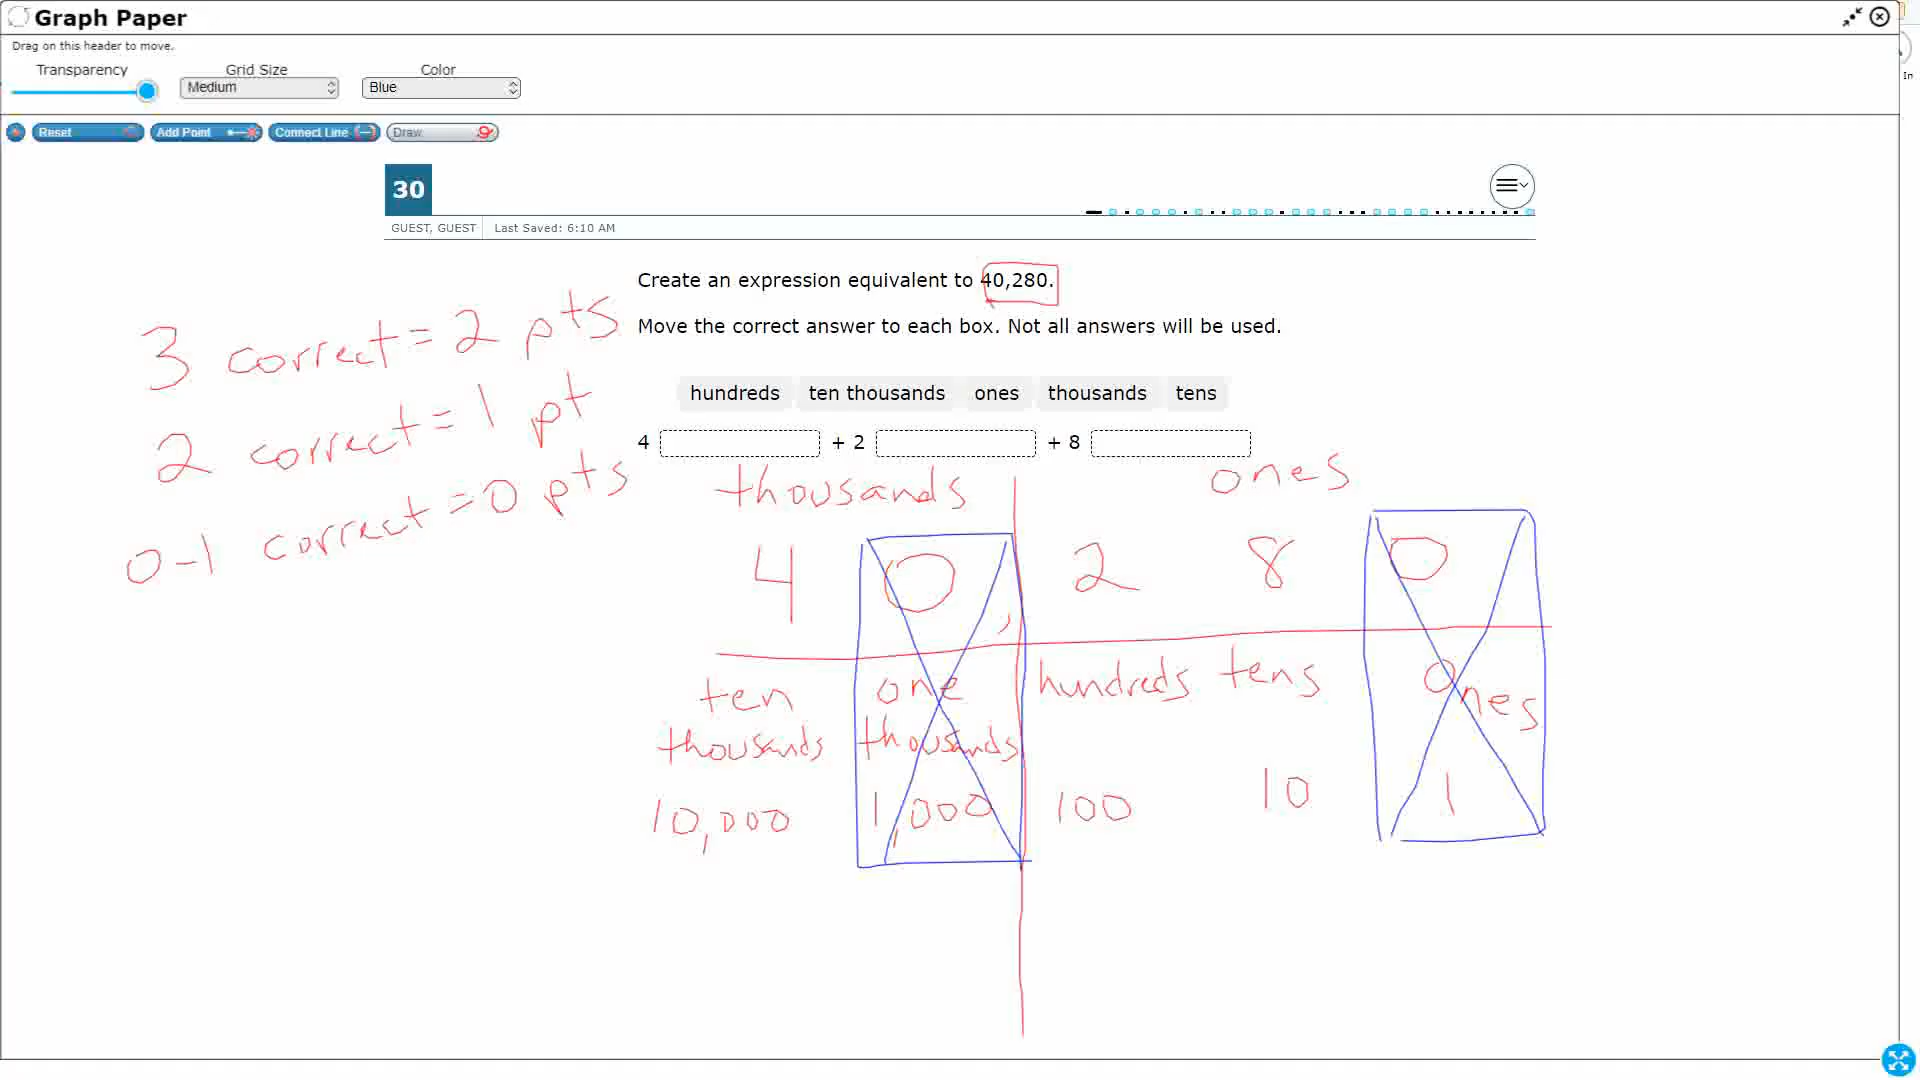 Graph Paper
Drag on this header to move.
Transparency Grid Size Color
Medium Blue
Reset Add Point Connect Line Draw
30
GUEST, GUEST Last Saved: 6:10 AM
Create an expression equivalent to 40,280.
Move the correct answer to each box. Not all answers will be used.
hundreds ten thousands ones thousands tens
4 + 2 + 8
3 correct = 2 pts
2 correct = 1 pt
0-1 correct = 0 pts
thousands ones
4 0, 2 8 0
ten one hundreds tens ones
thousands thousands
10,000 1,000 100 10 1
In